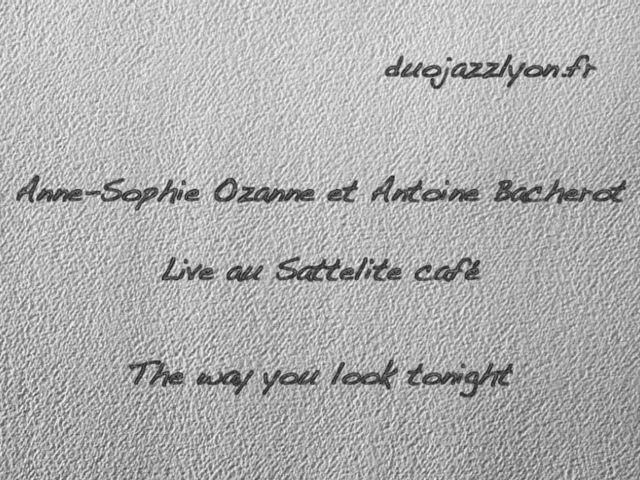 duojazzlyon.fr
Anne-Sophie Ozanne et Antoine Bacherot
Live au Sattelite café
The way you look tonight